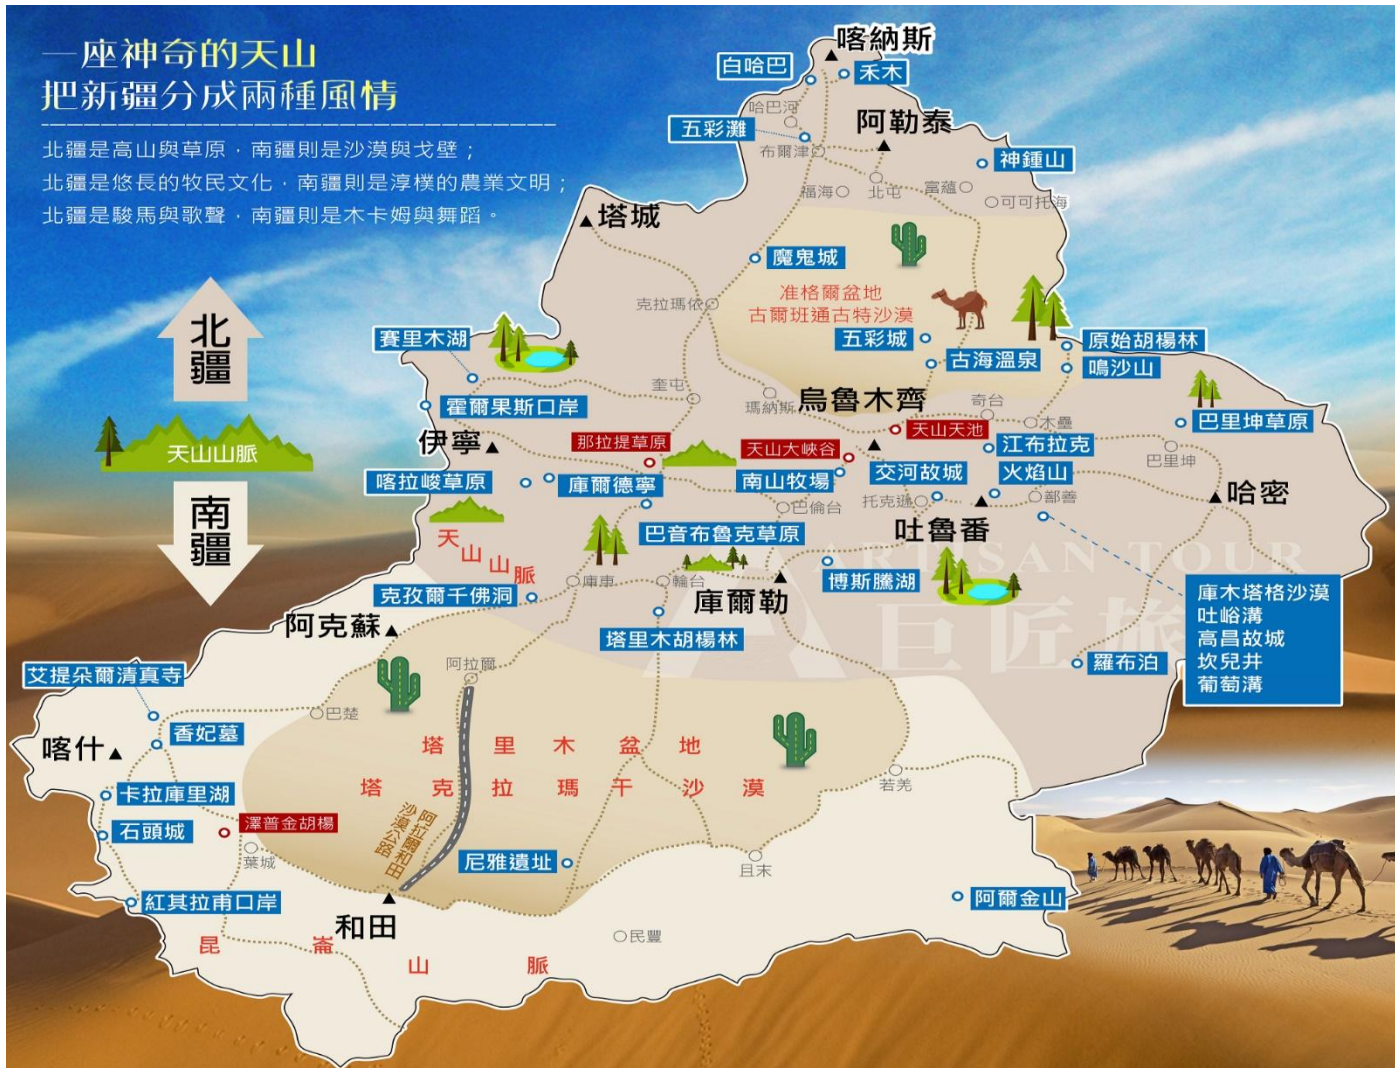 一座神奇的天山
把新疆分成兩種風情
北疆是高山與草原，南疆則是沙漠與戈壁；
北疆是悠長的牧民文化，南疆則是淳樸的農業文明；
北疆是駿馬與歌聲，南疆則是木卡姆與舞蹈。
北疆
天山山脈
南疆
喀納斯
白哈巴
禾木
哈巴河
五彩灘
阿勒泰
布爾津
神鍾山
福海
北屯
富蘊
可可托海
塔城
魔鬼城
克拉瑪依
准格爾盆地
古爾班通古特沙漠
賽里木湖
五彩城
原始胡楊林
古海溫泉
鳴沙山
奎屯
瑪納斯
烏魯木齊
奇台
霍爾果斯口岸
木壘
巴里坤草原
伊寧
那拉提草原
天山大峽谷
天山天池
江布拉克
巴里坤
喀拉峻草原
庫爾德寧
南山牧場
交河故城
火焰山
哈密
巴倫台
托克遜
鄯善
巴音布魯克草原
吐魯番
天山山脈
ARTISAN TOUR
巨匠旅
克孜爾千佛洞
庫車
輪台
庫爾勒
博斯騰湖
庫木塔格沙漠
吐峪溝
高昌故城
坎兒井
葡萄溝
阿克蘇
塔里木胡楊林
羅布泊
阿拉爾
艾提朵爾清真寺
巴楚
香妃墓
喀什
塔里木盆地
塔克拉瑪干沙漠
若羌
卡拉庫里湖
阿拉爾和田
沙漠公路
石頭城
澤普金胡楊
葉城
尼雅遺址
且末
紅其拉甫口岸
和田
阿爾金山
民豐
昆崙山脈